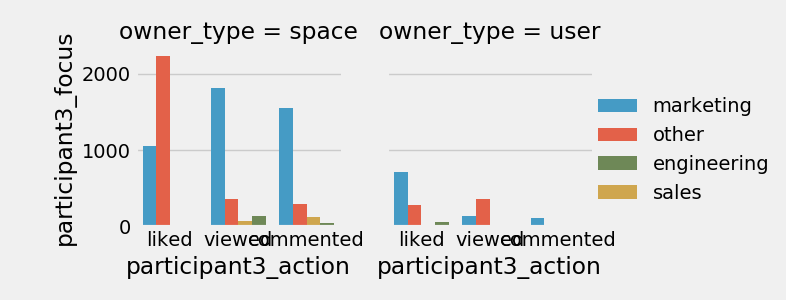 owner_type = space
owner_type = user
participant3_focus
2000
1000
0
liked
viewed
commented
liked
viewed
commented
participant3_action
participant3_action
marketing
other
engineering
sales